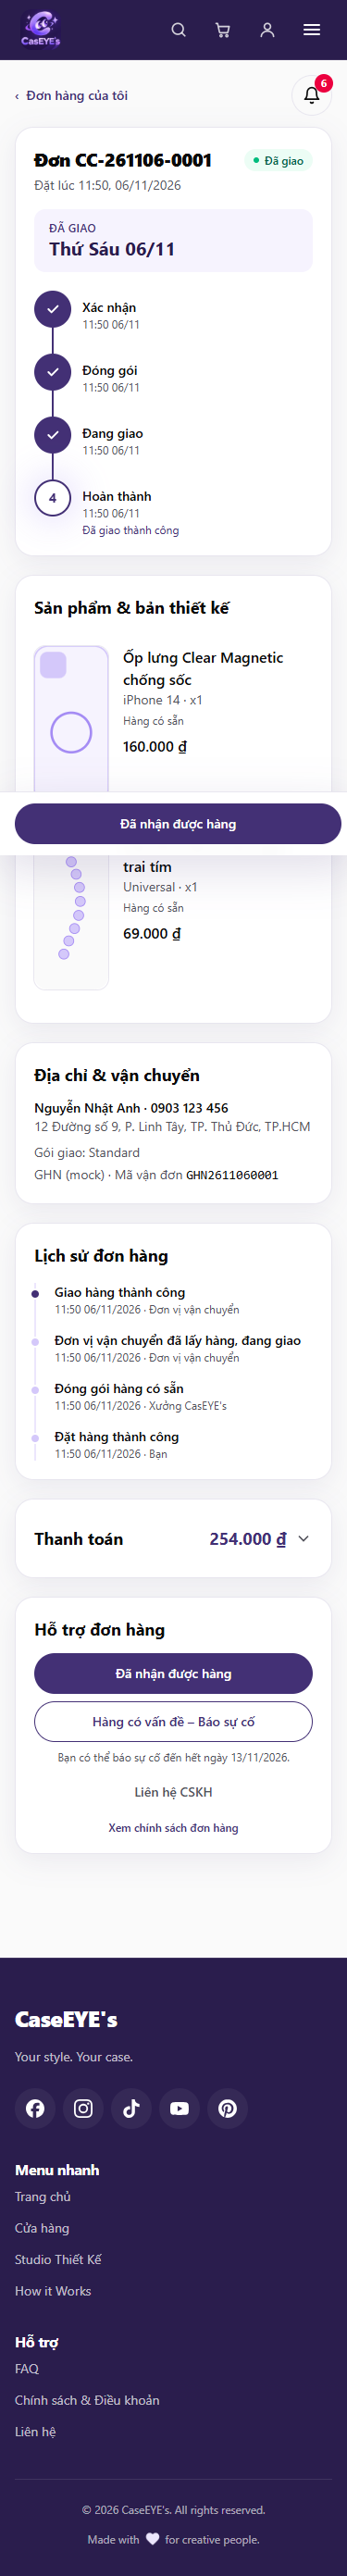 CasEYE's
6
‹ Đơn hàng của tôi
Đơn CC-261106-0001
Đã giao
Đặt lúc 11:50, 06/11/2026
ĐÃ GIAO
Thứ Sáu 06/11
Xác nhận
11:50 06/11
Đóng gói
11:50 06/11
Đang giao
11:50 06/11
4
Hoàn thành
11:50 06/11
Đã giao thành công
Sản phẩm & bản thiết kế
Ốp lưng Clear Magnetic
chống sốc
iPhone 14 · x1
Hàng có sẵn
160.000 ₫
Đã nhận được hàng
trai tím
Universal · x1
Hàng có sẵn
69.000 ₫
Địa chỉ & vận chuyển
Nguyễn Nhật Anh · 0903 123 456
12 Đường số 9, P. Linh Tây, TP. Thủ Đức, TP.HCM
Gói giao: Standard
GHN (mock) · Mã vận đơn GHN2611060001
Lịch sử đơn hàng
Giao hàng thành công
11:50 06/11/2026 · Đơn vị vận chuyển
Đơn vị vận chuyển đã lấy hàng, đang giao
11:50 06/11/2026 · Đơn vị vận chuyển
Đóng gói hàng có sẵn
11:50 06/11/2026 · Xưởng CasEYE's
Đặt hàng thành công
11:50 06/11/2026 · Bạn
Thanh toán
254.000 ₫
Hỗ trợ đơn hàng
Đã nhận được hàng
Hàng có vấn đề – Báo sự cố
Bạn có thể báo sự cố đến hết ngày 13/11/2026.
Liên hệ CSKH
Xem chính sách đơn hàng
CaseEYE's
Your style. Your case.
Menu nhanh
Trang chủ
Cửa hàng
Studio Thiết Kế
How it Works
Hỗ trợ
FAQ
Chính sách & Điều khoản
Liên hệ
© 2026 CaseEYE's. All rights reserved.
Made with for creative people.